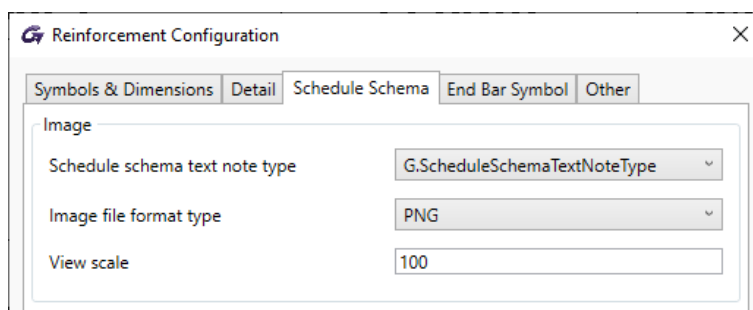 Reinforcement Configuration
Symbols & Dimensions Detail Schedule Schema End Bar Symbol Other
Image
Schedule schema text note type G.ScheduleSchemaTextNoteType
Image file format type PNG
View scale 100